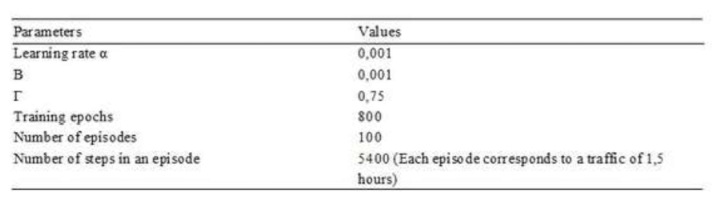 Parameters Values
Learning rate α 0,001
B 0,001
Γ 0,75
Training epochs 800
Number of episodes 100
Number of steps in an episode 5400 (Each episode corresponds to a traffic of 1,5
hours)